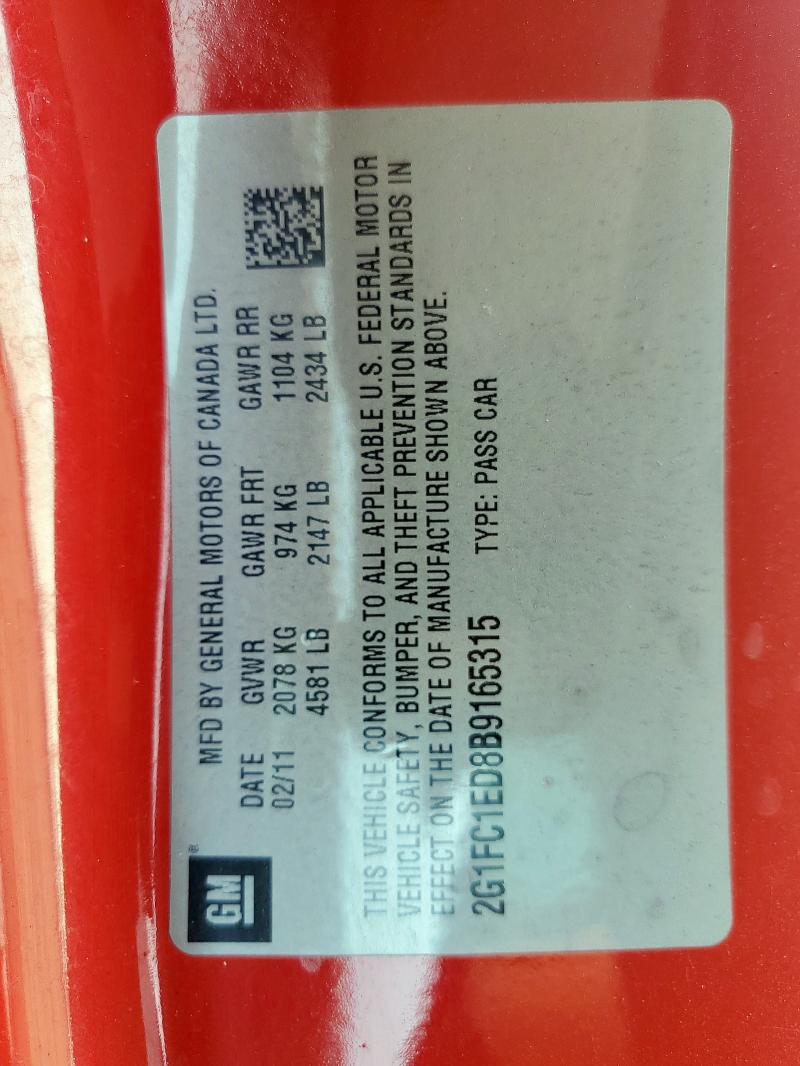 GM®
MFD BY GENERAL MOTORS OF CANADA LTD.
DATE GVWR GAWR FRT GAWR RR
02/11 2078 KG 974 KG 1104 KG
4581 LB 2147 LB 2434 LB
THIS VEHICLE CONFORMS TO ALL APPLICABLE U.S. FEDERAL MOTOR
VEHICLE SAFETY, BUMPER, AND THEFT PREVENTION STANDARDS IN
EFFECT ON THE DATE OF MANUFACTURE SHOWN ABOVE.
2G1FC1ED8B9165315 TYPE: PASS CAR